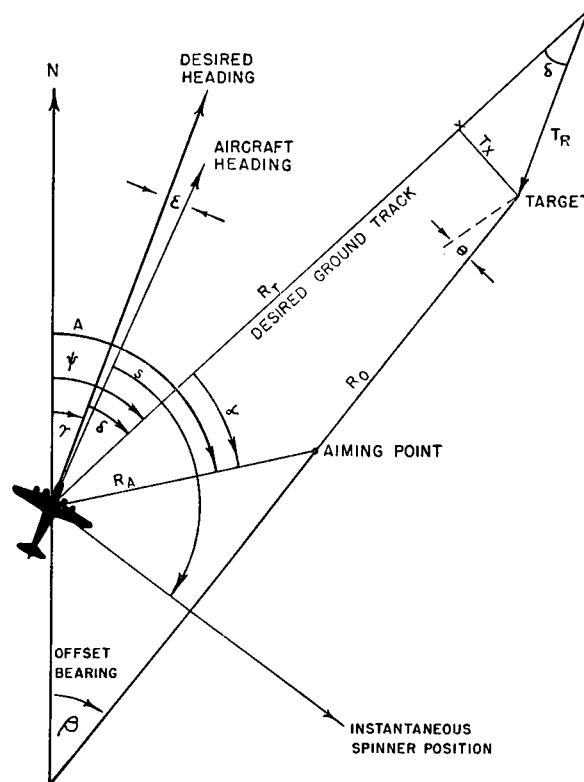 DESIRED
HEADING
N
AIRCRAFT
HEADING
ε
δ
T_R
T_X
TARGET
θ
R_T
DESIRED GROUND TRACK
A
ψ
S
γ
δ
α
R_O
AIMING POINT
R_A
OFFSET
BEARING
β
INSTANTANEOUS
SPINNER POSITION